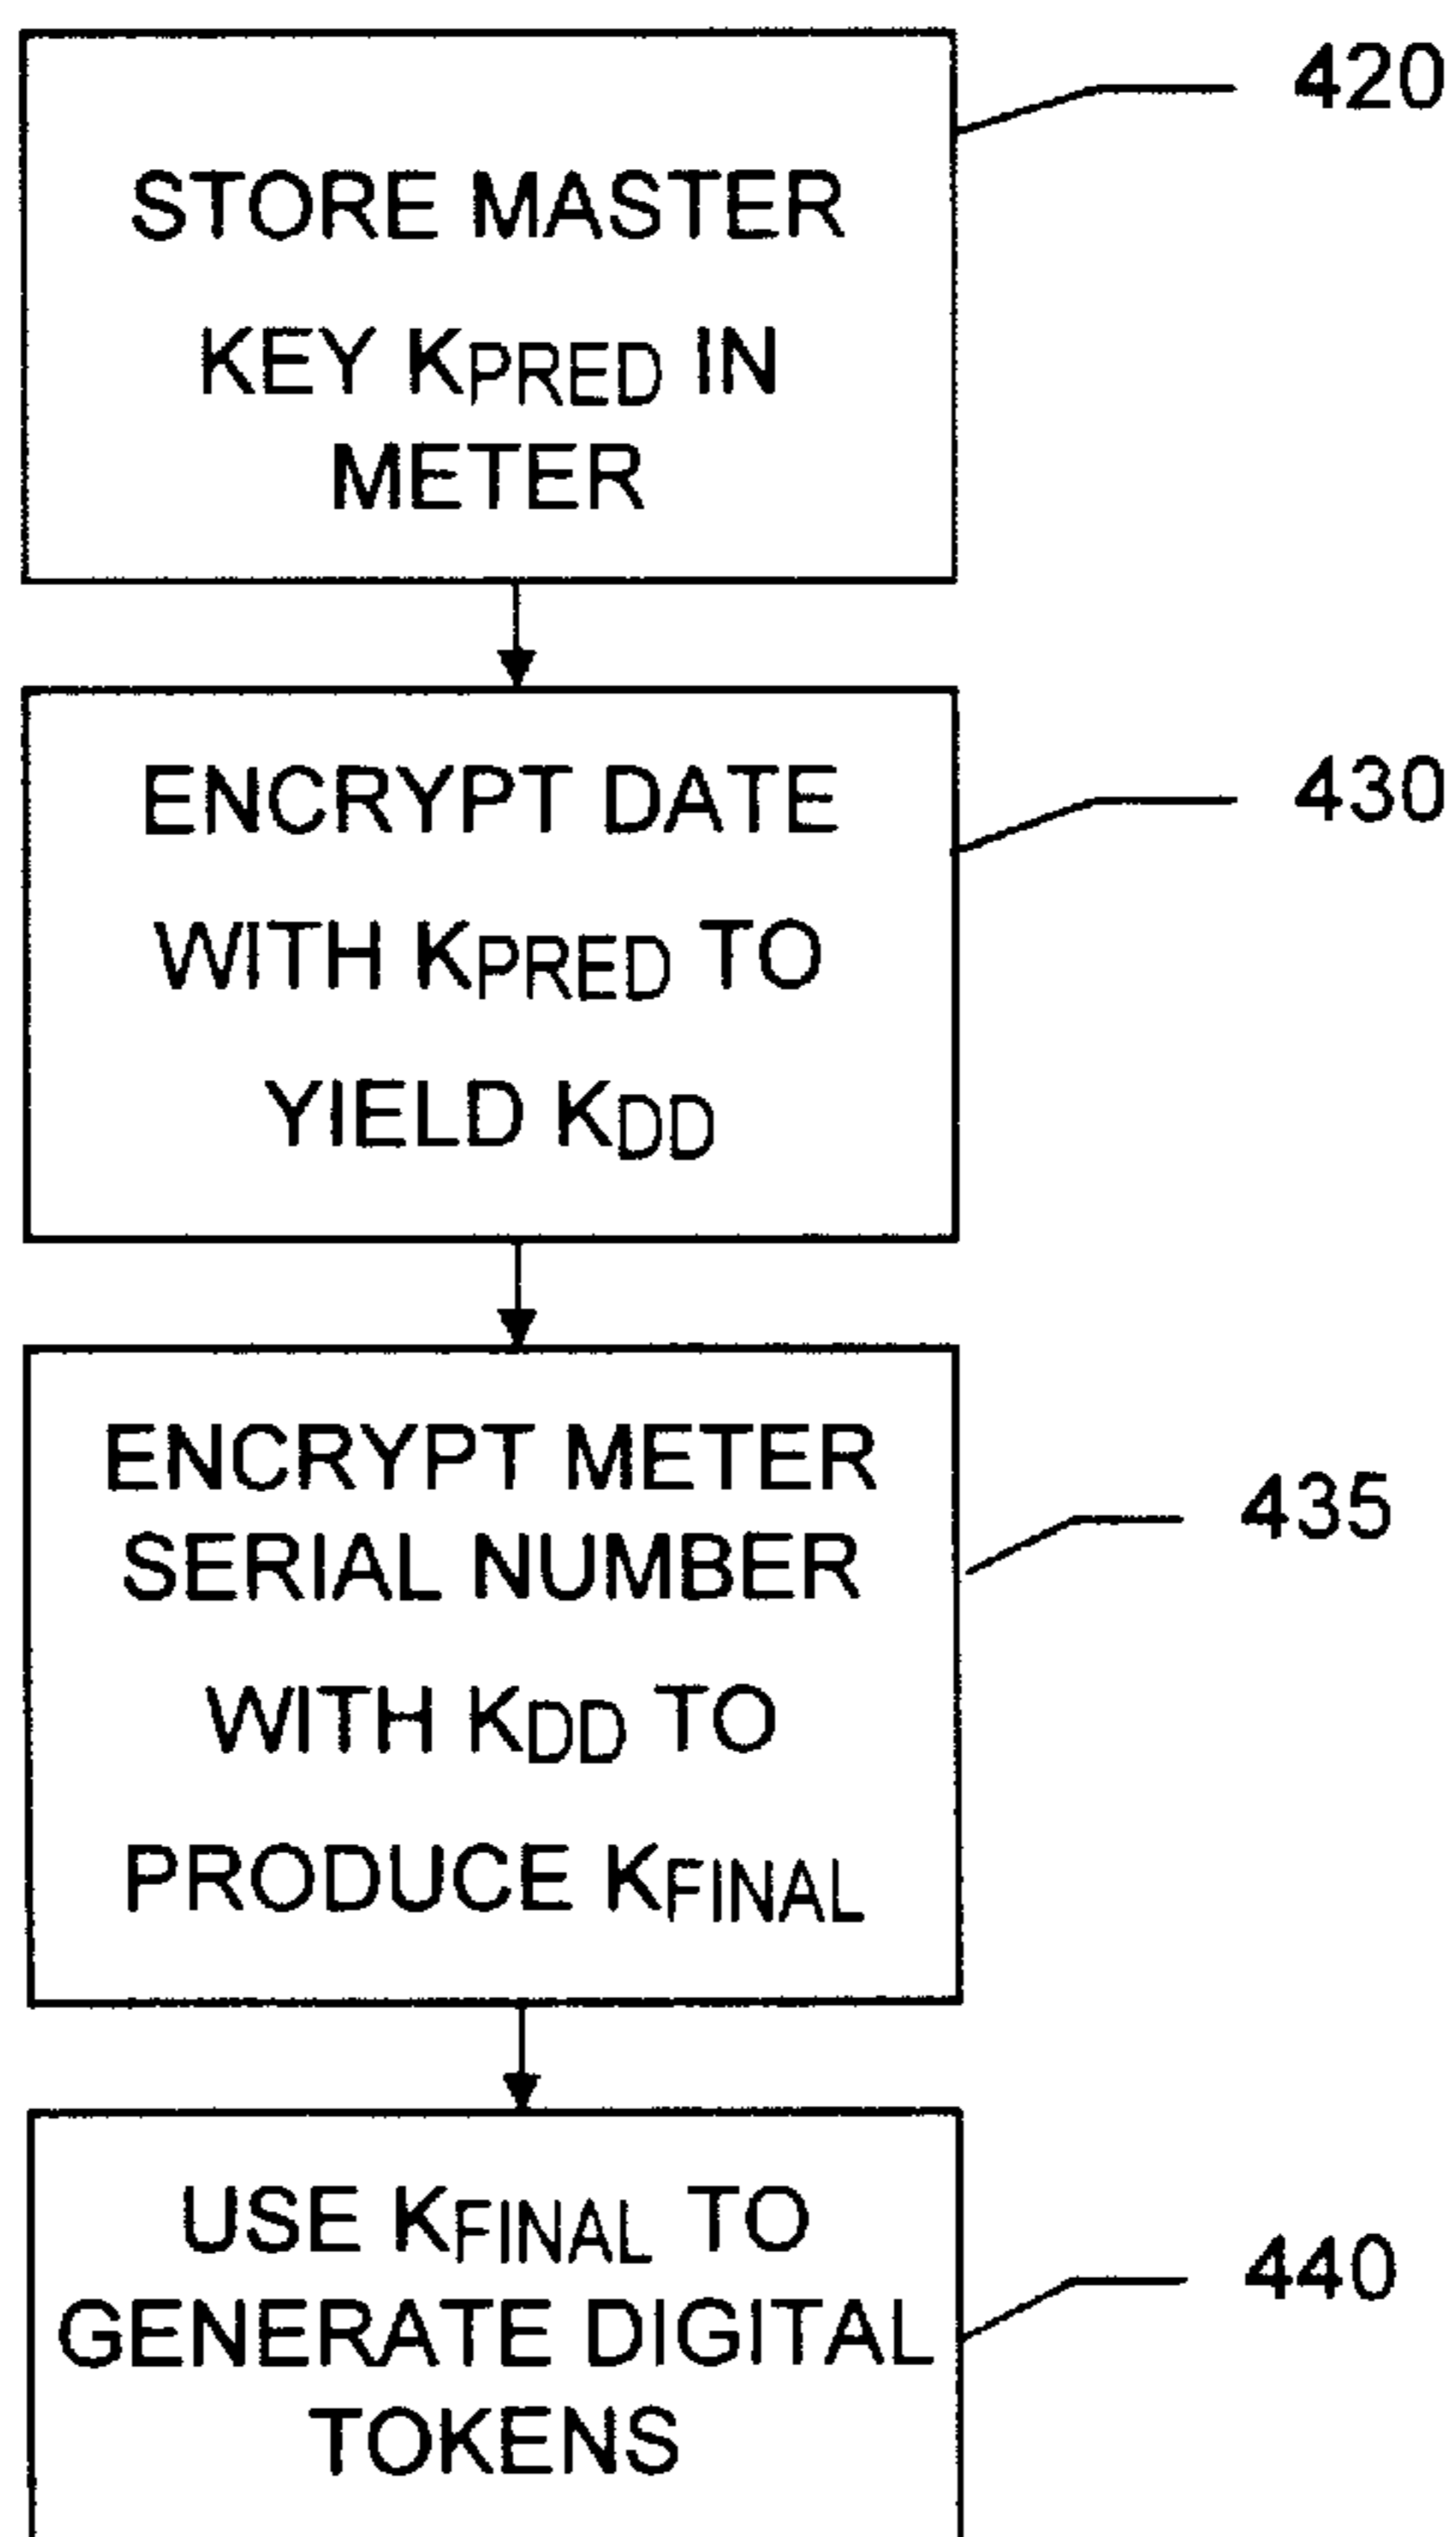 420
STORE MASTER
KEY KPRED IN
METER
430
ENCRYPT DATE
WITH KPRED TO
YIELD KDD
ENCRYPT METER
435
SERIAL NUMBER
WITH KDD TO
PRODUCE KFINAL
USE KFINAL TO
440
GENERATE DIGITAL
TOKENS